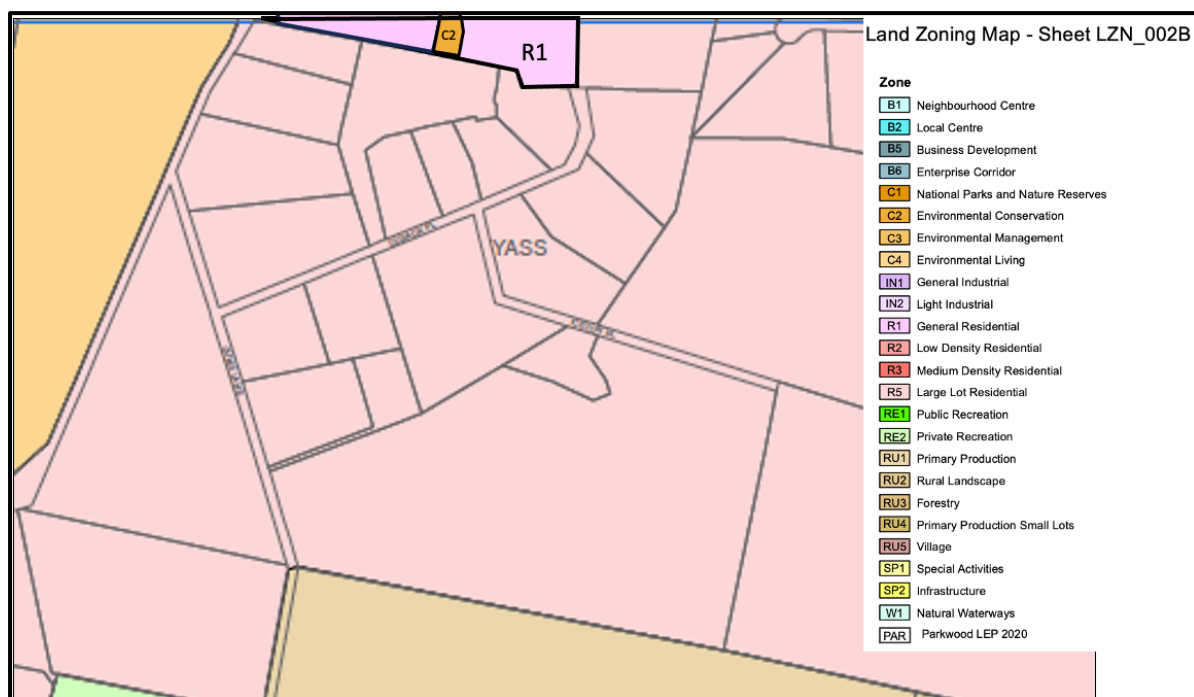 Land Zoning Map - Sheet LZN_002B
C2
R1
YASS
Zone
B1 Neighbourhood Centre
B2 Local Centre
B5 Business Development
B6 Enterprise Corridor
C1 National Parks and Nature Reserves
C2 Environmental Conservation
C3 Environmental Management
C4 Environmental Living
IN1 General Industrial
IN2 Light Industrial
R1 General Residential
R2 Low Density Residential
R3 Medium Density Residential
R5 Large Lot Residential
RE1 Public Recreation
RE2 Private Recreation
RU1 Primary Production
RU2 Rural Landscape
RU3 Forestry
RU4 Primary Production Small Lots
RU5 Village
SP1 Special Activities
SP2 Infrastructure
W1 Natural Waterways
PAR Parkwood LEP 2020